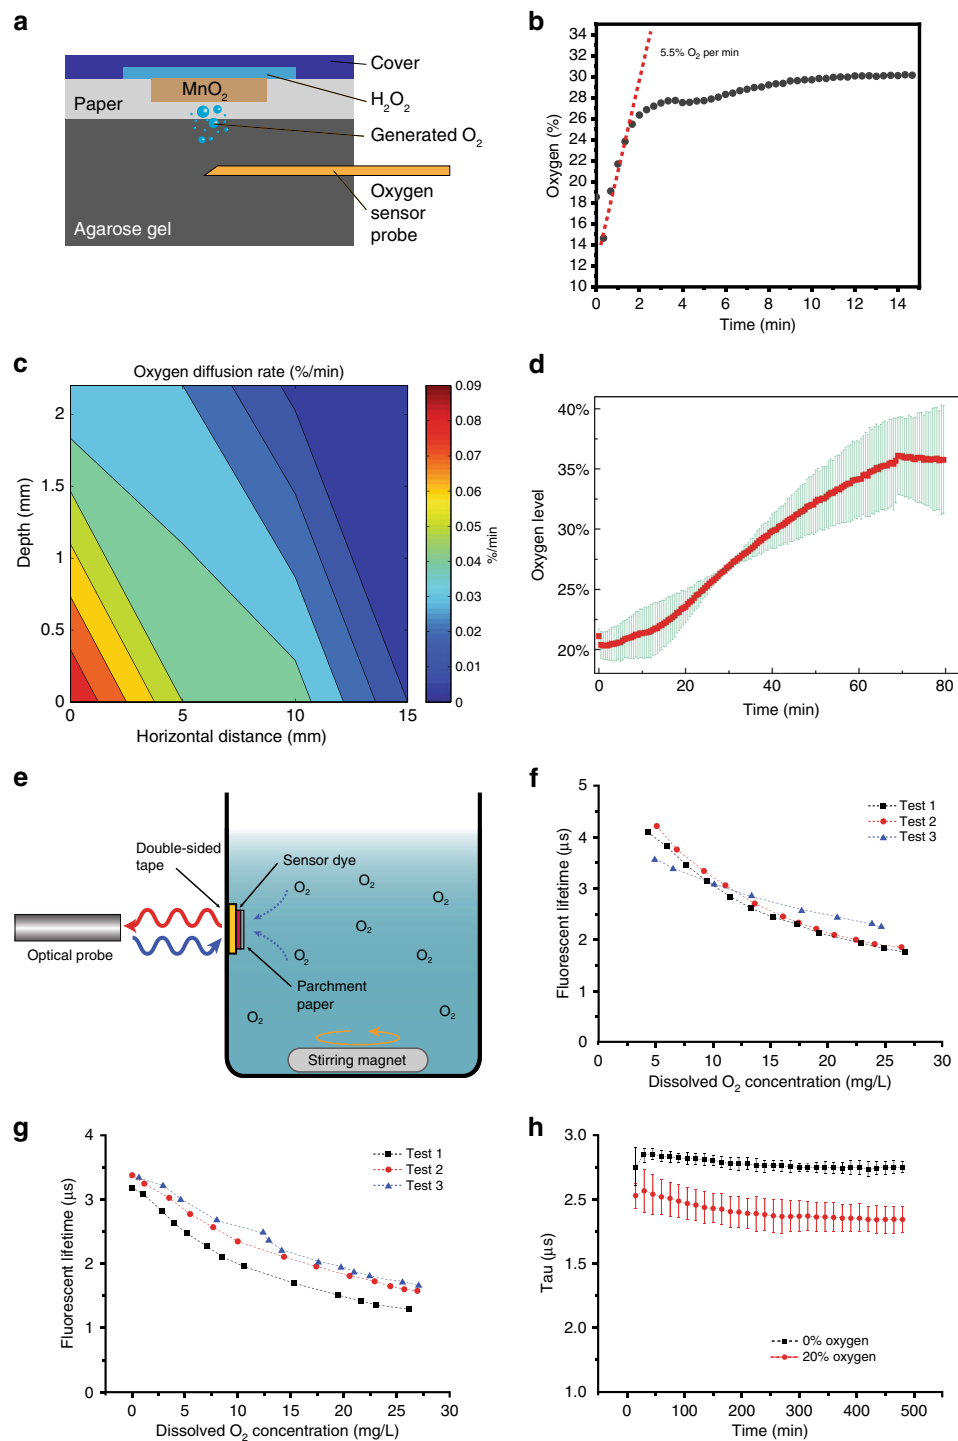 a
Cover
MnO2
H2O2
Paper
Generated O2
Oxygen
sensor
probe
Agarose gel
b
34
32
30
28
26
24
22
20
18
16
14
12
10
5.5% O2 per min
Oxygen (%)
0 2 4 6 8 10 12 14
Time (min)
c
Oxygen diffusion rate (%/min)
2
1.5
1
0.5
0
Depth (mm)
0 5 10 15
Horizontal distance (mm)
0.09
0.08
0.07
0.06
0.05
0.04
0.03
0.02
0.01
0
%/min
d
40%
35%
30%
25%
20%
Oxygen level
0 20 40 60 80
Time (min)
e
Double-sided
tape
Sensor dye
O2
O2
O2
O2
O2
O2
O2
Optical probe
Parchment
paper
Stirring magnet
f
5
4
3
2
1
0
Fluorescent lifetime (μs)
Test 1
Test 2
Test 3
0 5 10 15 20 25 30
Dissolved O2 concentration (mg/L)
g
4
3
2
1
0
Fluorescent lifetime (μs)
Test 1
Test 2
Test 3
0 5 10 15 20 25 30
Dissolved O2 concentration (mg/L)
h
3.0
2.5
1.5
2.0
1.0
Tau (μs)
0% oxygen
20% oxygen
0 100 200 300 400 500
Time (min)